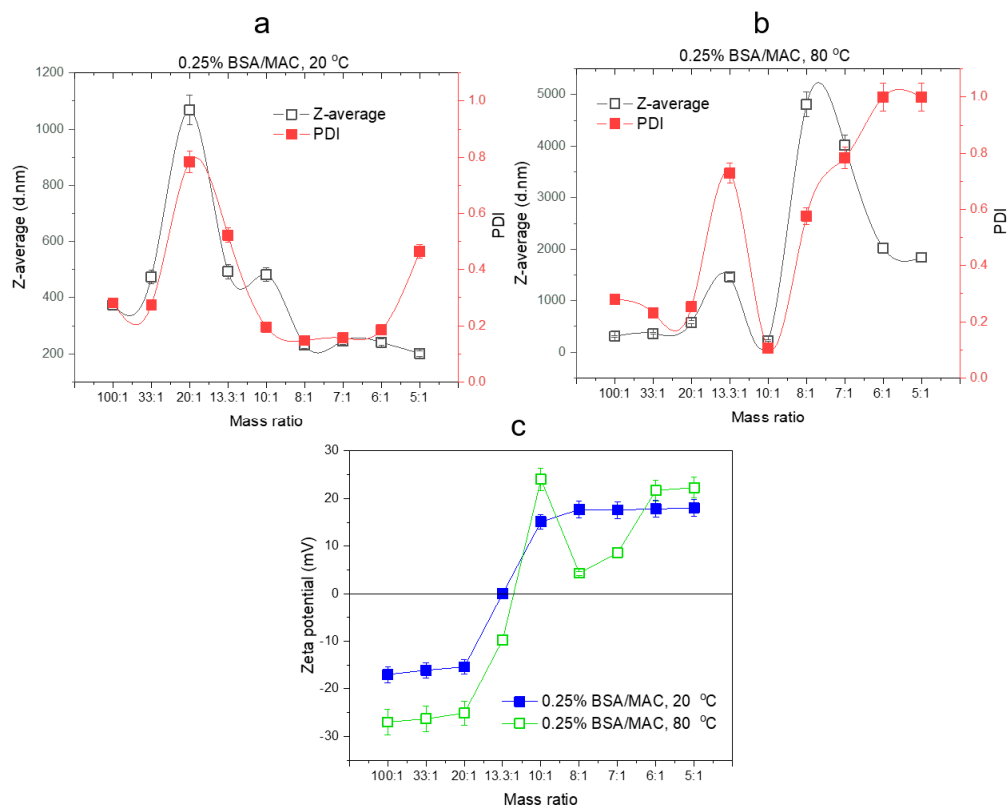 a
0.25% BSA/MAC, 20 °C
1200
1000
800
600
400
200
Z-average (d.nm)
1.0
0.8
0.6
0.4
0.2
0.0
PDI
Z-average
PDI
100:1 33:1 20:1 13.3:1 10:1 8:1 7:1 6:1 5:1
Mass ratio
b
0.25% BSA/MAC, 80 °C
5000
4000
3000
2000
1000
0
Z-average (d.nm)
1.0
0.8
0.6
0.4
0.2
0.0
PDI
Z-average
PDI
100:1 33:1 20:1 13.3:1 10:1 8:1 7:1 6:1 5:1
Mass ratio
c
30
20
10
0
-10
-20
-30
Zeta potential (mV)
0.25% BSA/MAC, 20 °C
0.25% BSA/MAC, 80 °C
100:1 33:1 20:1 13.3:1 10:1 8:1 7:1 6:1 5:1
Mass ratio